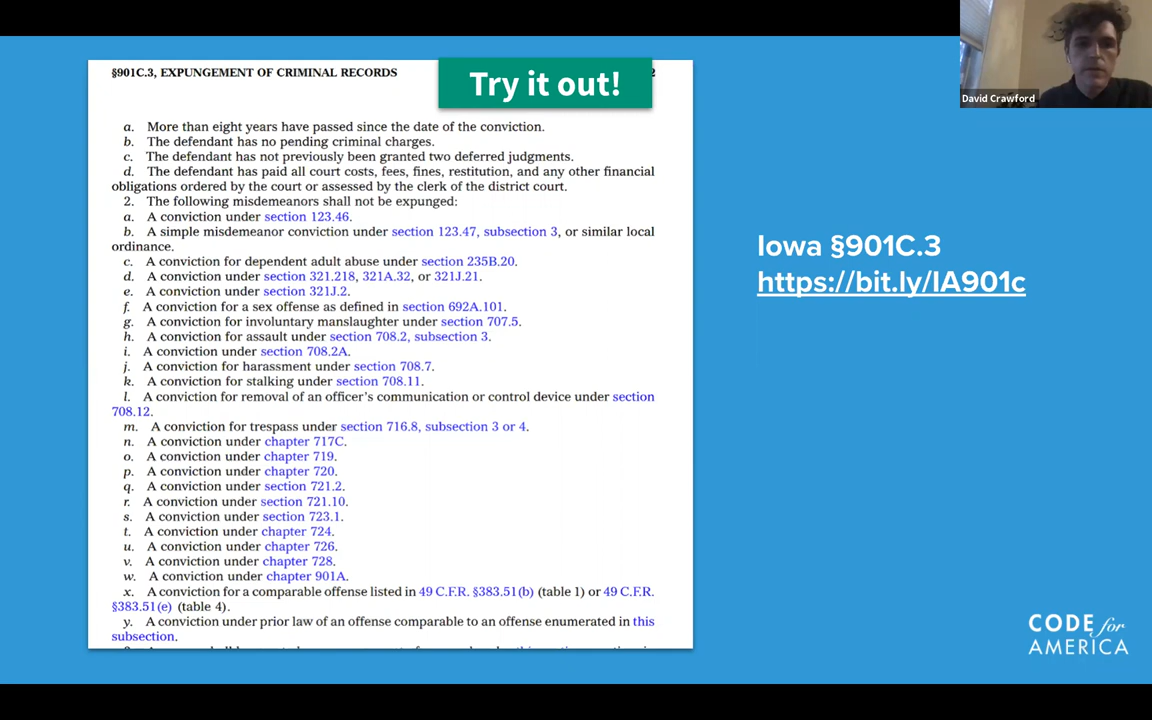 David Crawford
§901C.3, EXPUNGEMENT OF CRIMINAL RECORDS
2
Try it out!
a. More than eight years have passed since the date of the conviction.
b. The defendant has no pending criminal charges.
c. The defendant has not previously been granted two deferred judgments.
d. The defendant has paid all court costs, fees, fines, restitution, and any other financial
obligations ordered by the court or assessed by the clerk of the district court.
2. The following misdemeanors shall not be expunged:
a. A conviction under section 123.46.
b. A simple misdemeanor conviction under section 123.47, subsection 3, or similar local
ordinance.
c. A conviction for dependent adult abuse under section 235B.20.
d. A conviction under section 321.218, 321A.32, or 321J.21.
e. A conviction under section 321J.2.
f. A conviction for a sex offense as defined in section 692A.101.
g. A conviction for involuntary manslaughter under section 707.5.
h. A conviction for assault under section 708.2, subsection 3.
i. A conviction under section 708.2A.
j. A conviction for harassment under section 708.7.
k. A conviction for stalking under section 708.11.
l. A conviction for removal of an officer's communication or control device under section
708.12.
m. A conviction for trespass under section 716.8, subsection 3 or 4.
n. A conviction under chapter 717C.
o. A conviction under chapter 719.
p. A conviction under chapter 720.
q. A conviction under section 721.2.
r. A conviction under section 721.10.
s. A conviction under section 723.1.
t. A conviction under chapter 724.
u. A conviction under chapter 726.
v. A conviction under chapter 728.
w. A conviction under chapter 901A.
x. A conviction for a comparable offense listed in 49 C.F.R. §383.51(b) (table 1) or 49 C.F.R.
§383.51(e) (table 4).
y. A conviction under prior law of an offense comparable to an offense enumerated in this
subsection.
Iowa §901C.3
https://bit.ly/IA901c
CODE for
AMERICA